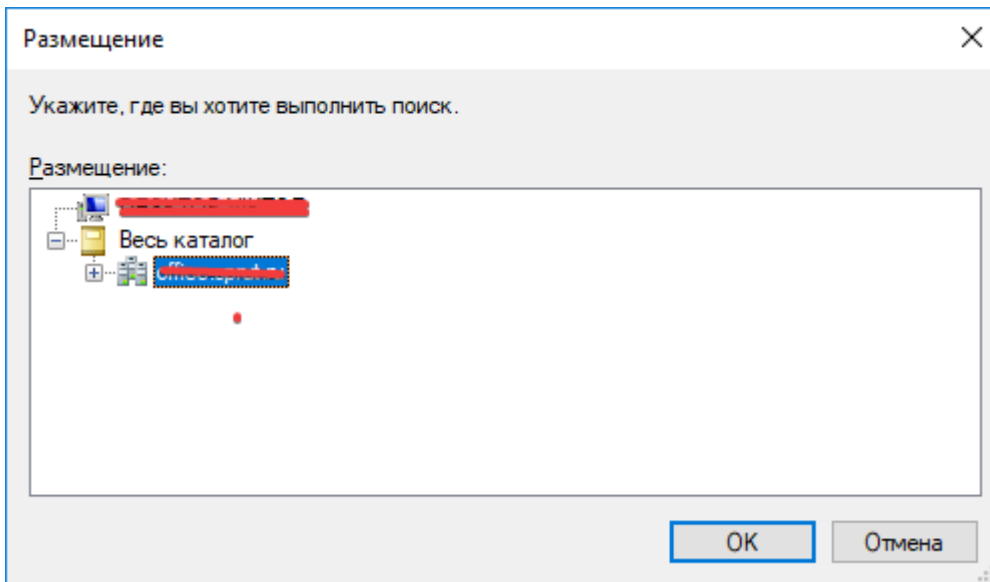 Размещение
Укажите, где вы хотите выполнить поиск.
Размещение:
Весь каталог
OK
Отмена